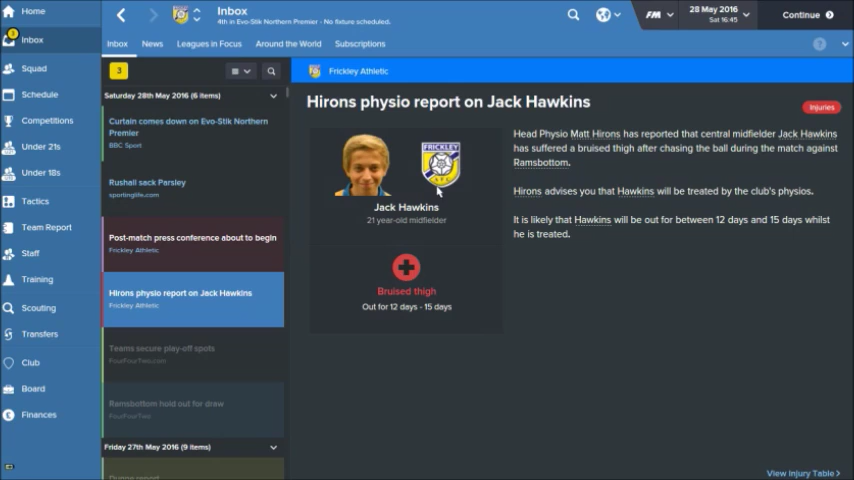 Home
Inbox
4th in Evo-Stik Northern Premier · No fixture scheduled.
FM
28 May 2016
Sat 16:45
Continue
Inbox
Squad
Schedule
Competitions
Under 21s
Under 18s
Tactics
Team Report
Staff
Training
Scouting
Transfers
Club
Board
Finances
Inbox News Leagues in Focus Around the World Subscriptions
?
3
Saturday 28th May 2016 (6 items)
Curtain comes down on Evo-Stik Northern
Premier
BBC Sport
Rushall sack Parsley
sportinglife.com
Post-match press conference about to begin
Frickley Athletic
Hirons physio report on Jack Hawkins
Frickley Athletic
Teams secure play-off spots
FourFourTwo.com
Ramsbottom hold out for draw
FourFourTwo
Friday 27th May 2016 (9 items)
Frickley Athletic
Hirons physio report on Jack Hawkins
Injuries
FRICKLEY
Jack Hawkins
21 year-old midfielder
Bruised thigh
Out for 12 days - 15 days
Head Physio Matt Hirons has reported that central midfielder Jack Hawkins
has suffered a bruised thigh after chasing the ball during the match against
Ramsbottom.
Hirons advises you that Hawkins will be treated by the club's physios.
It is likely that Hawkins will be out for between 12 days and 15 days whilst
he is treated.
View Injury Table >